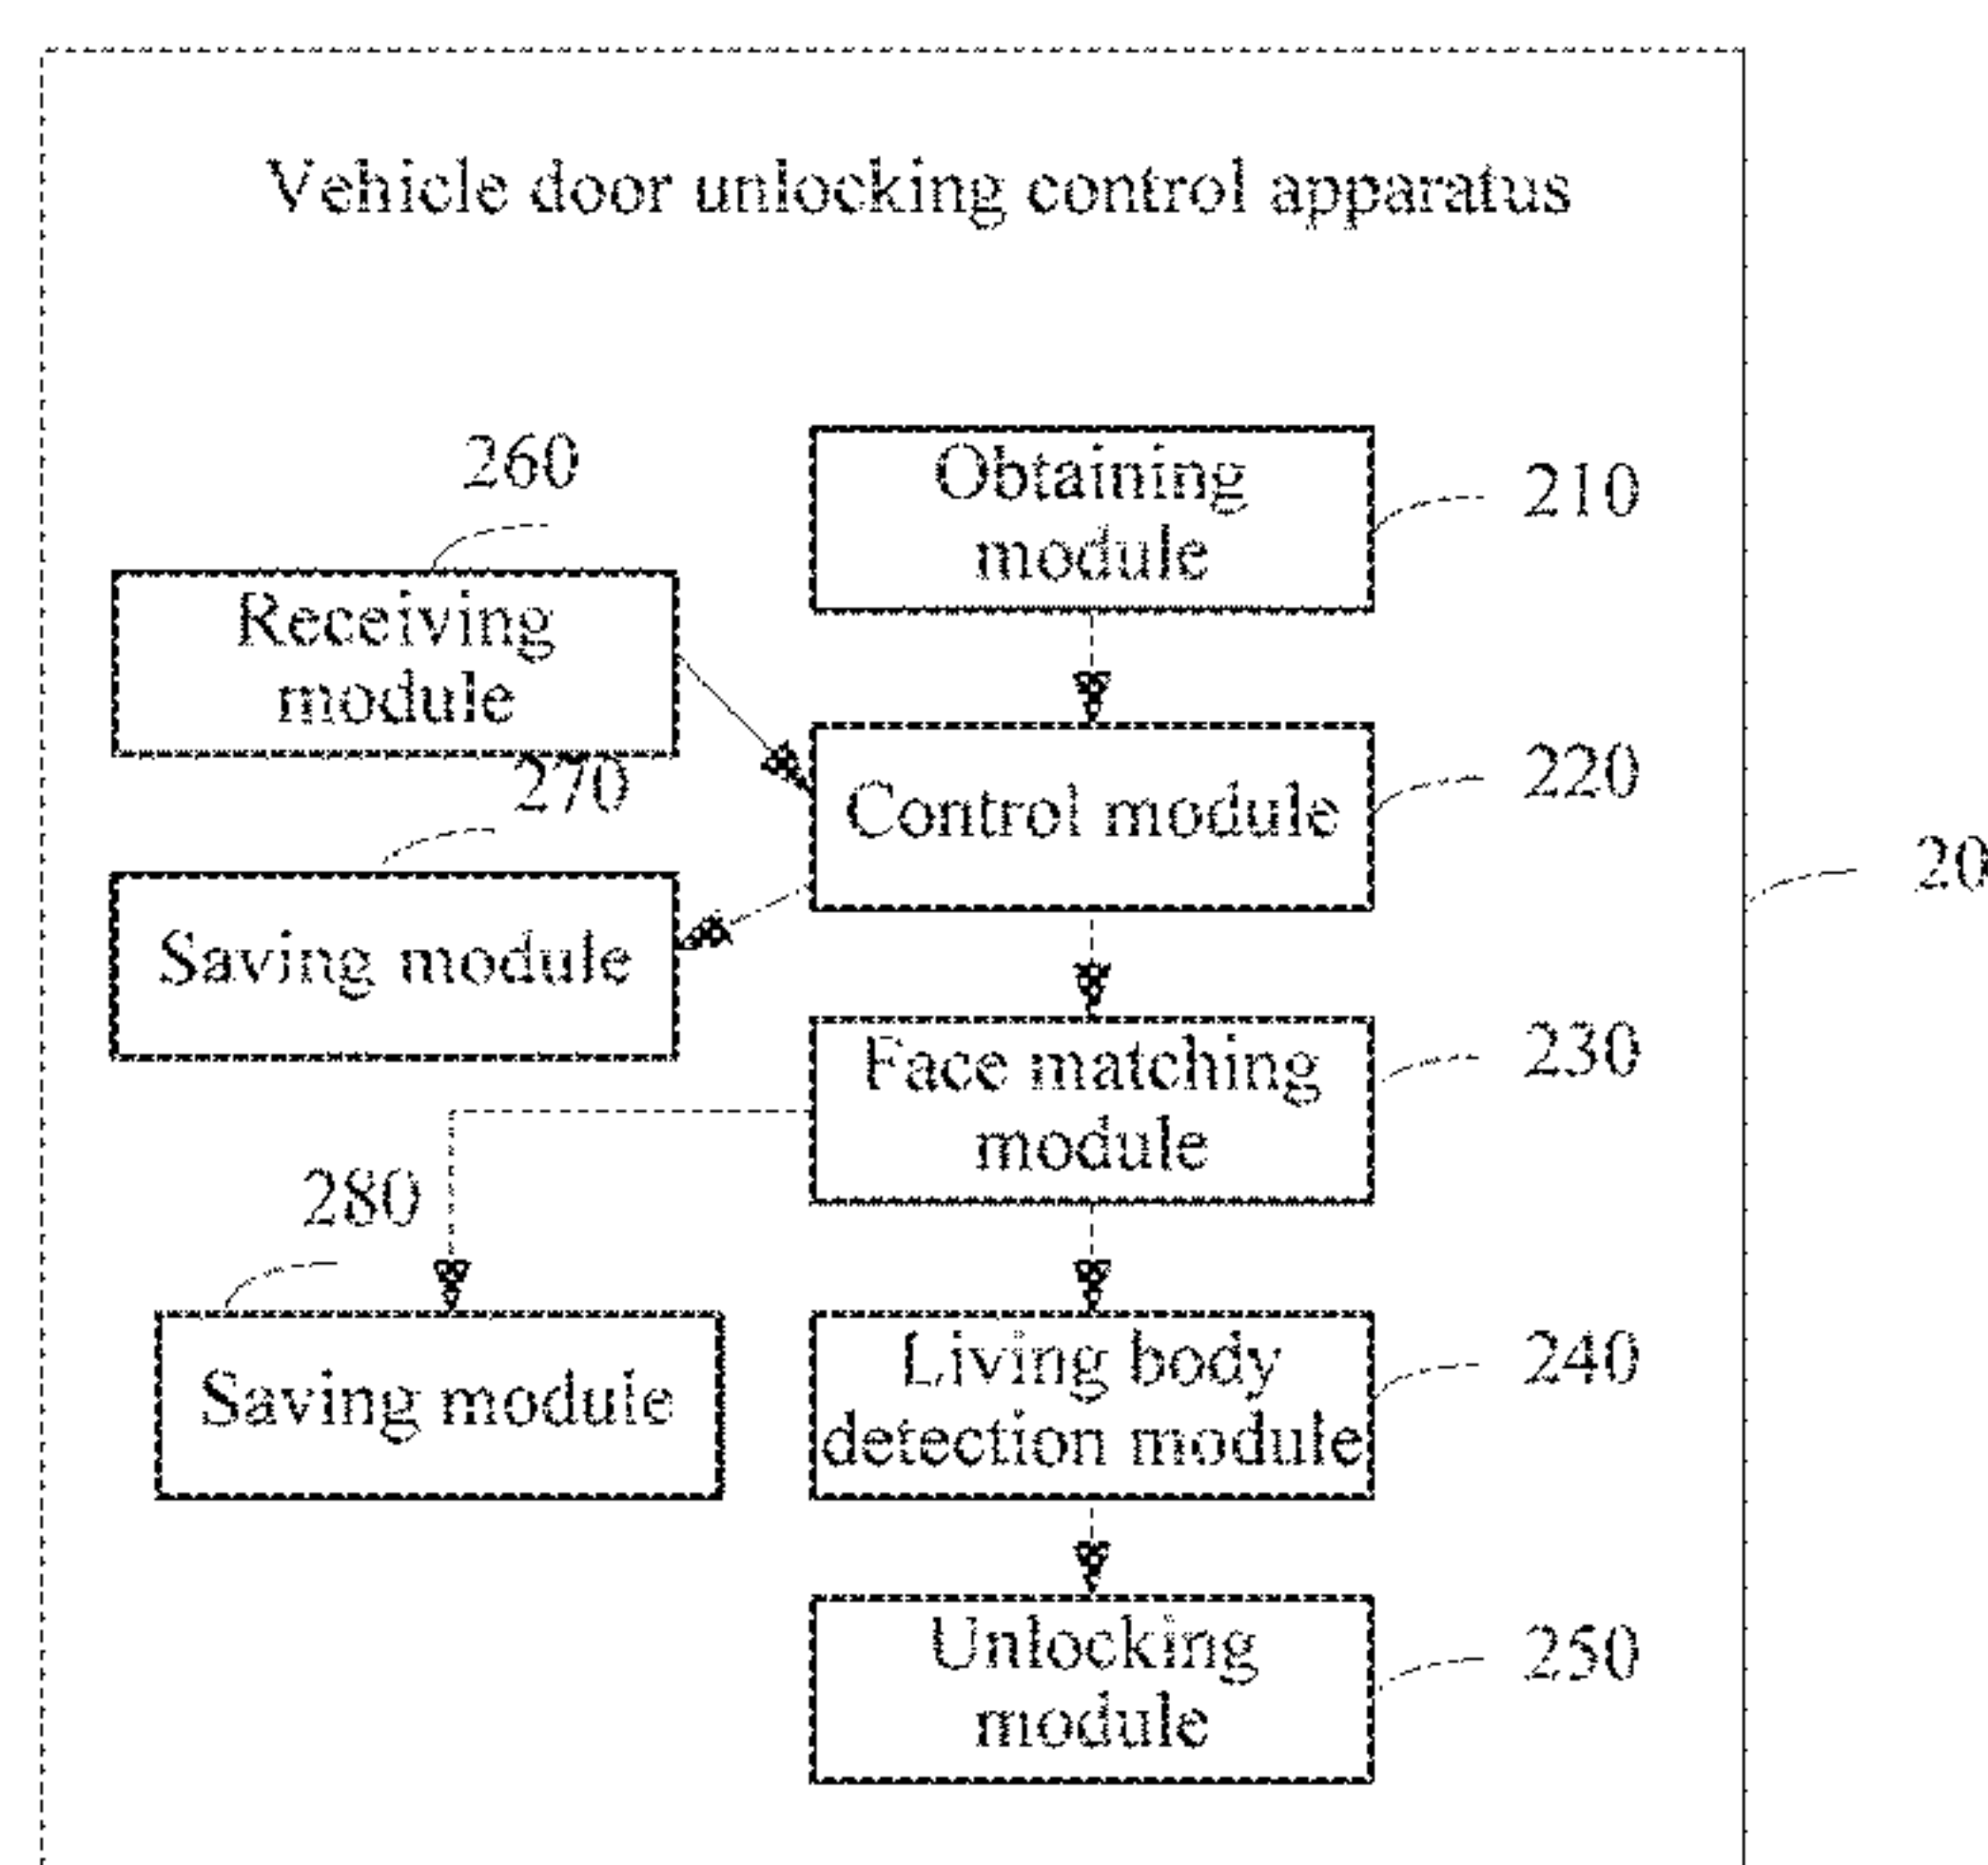 Vehicle door unlocking control apparatus
260
Obtaining
module
210
Receiving
module
270
Control module
220
20
Saving module
Face matching
module
230
280
Saving module
Living body
detection module
240
Unlocking
module
250